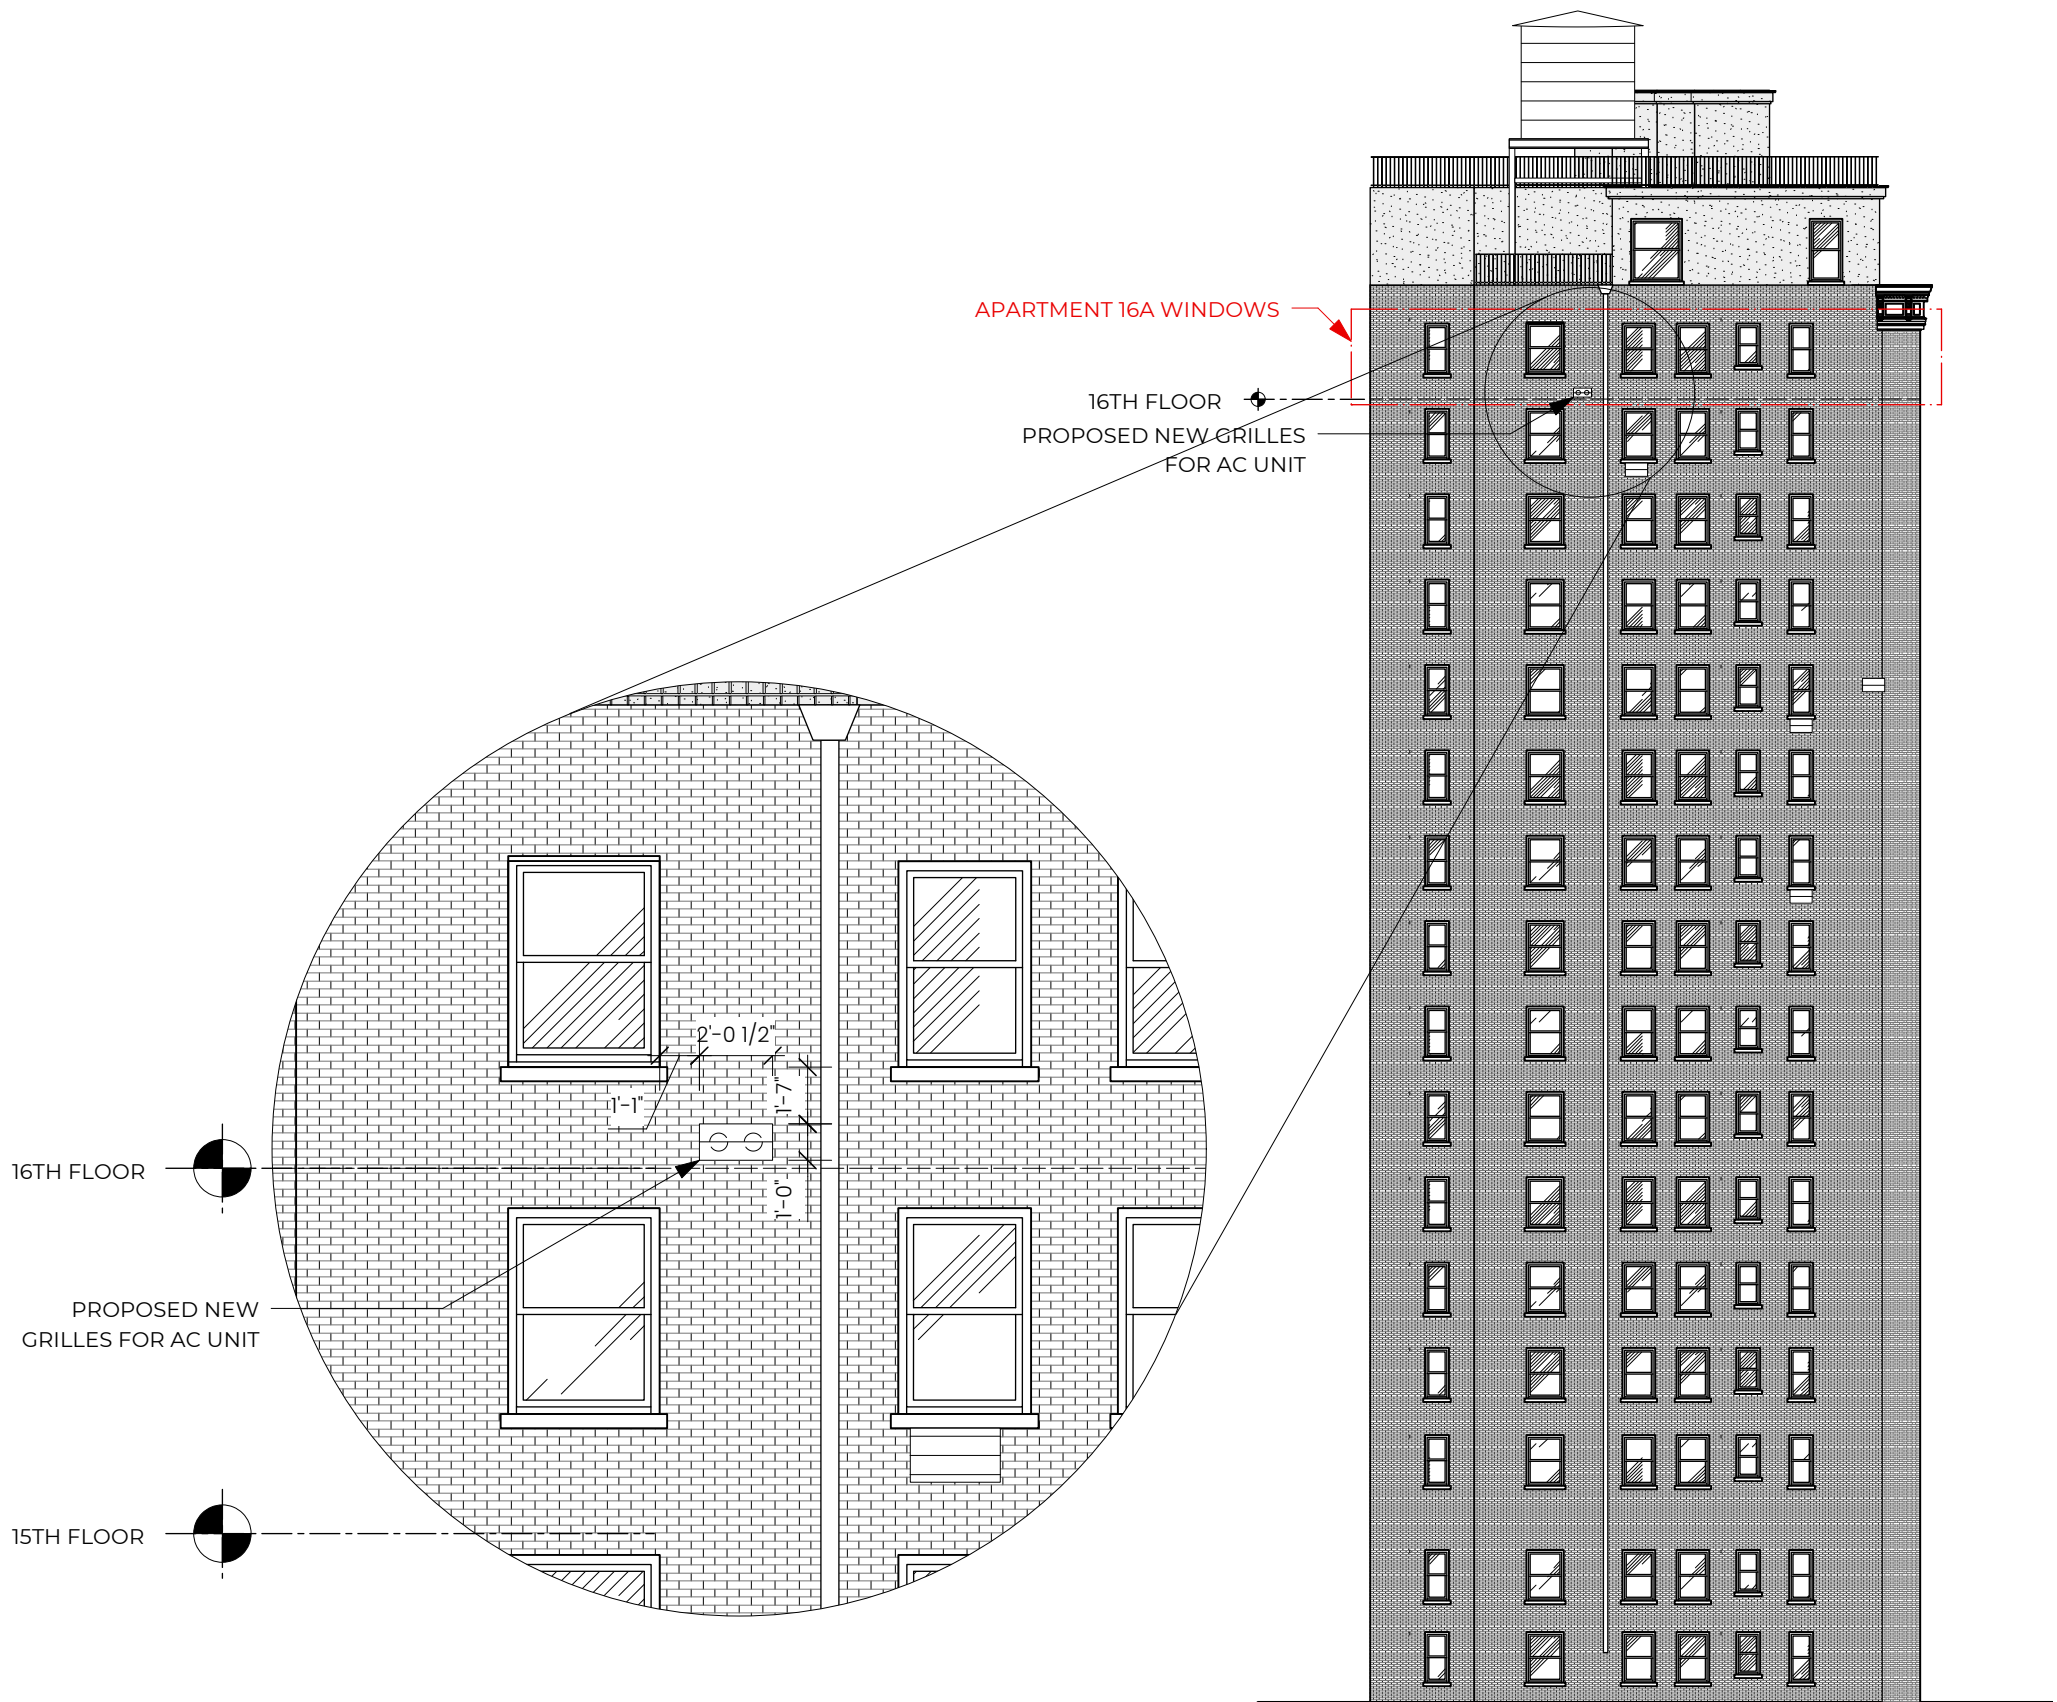 APARTMENT 16A WINDOWS
16TH FLOOR
PROPOSED NEW GRILLES
FOR AC UNIT
2'-0 1/2"
1'-1"
1'-7"
1'-0"
16TH FLOOR
PROPOSED NEW
GRILLES FOR AC UNIT
15TH FLOOR